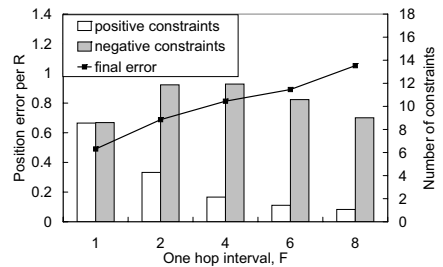 Position error per R
1.4
1.2
1
0.8
0.6
0.4
0.2
0
positive constraints
negative constraints
final error
18
16
14
12
10
8
6
4
2
0
Number of constraints
1 2 4 6 8
One hop interval, F